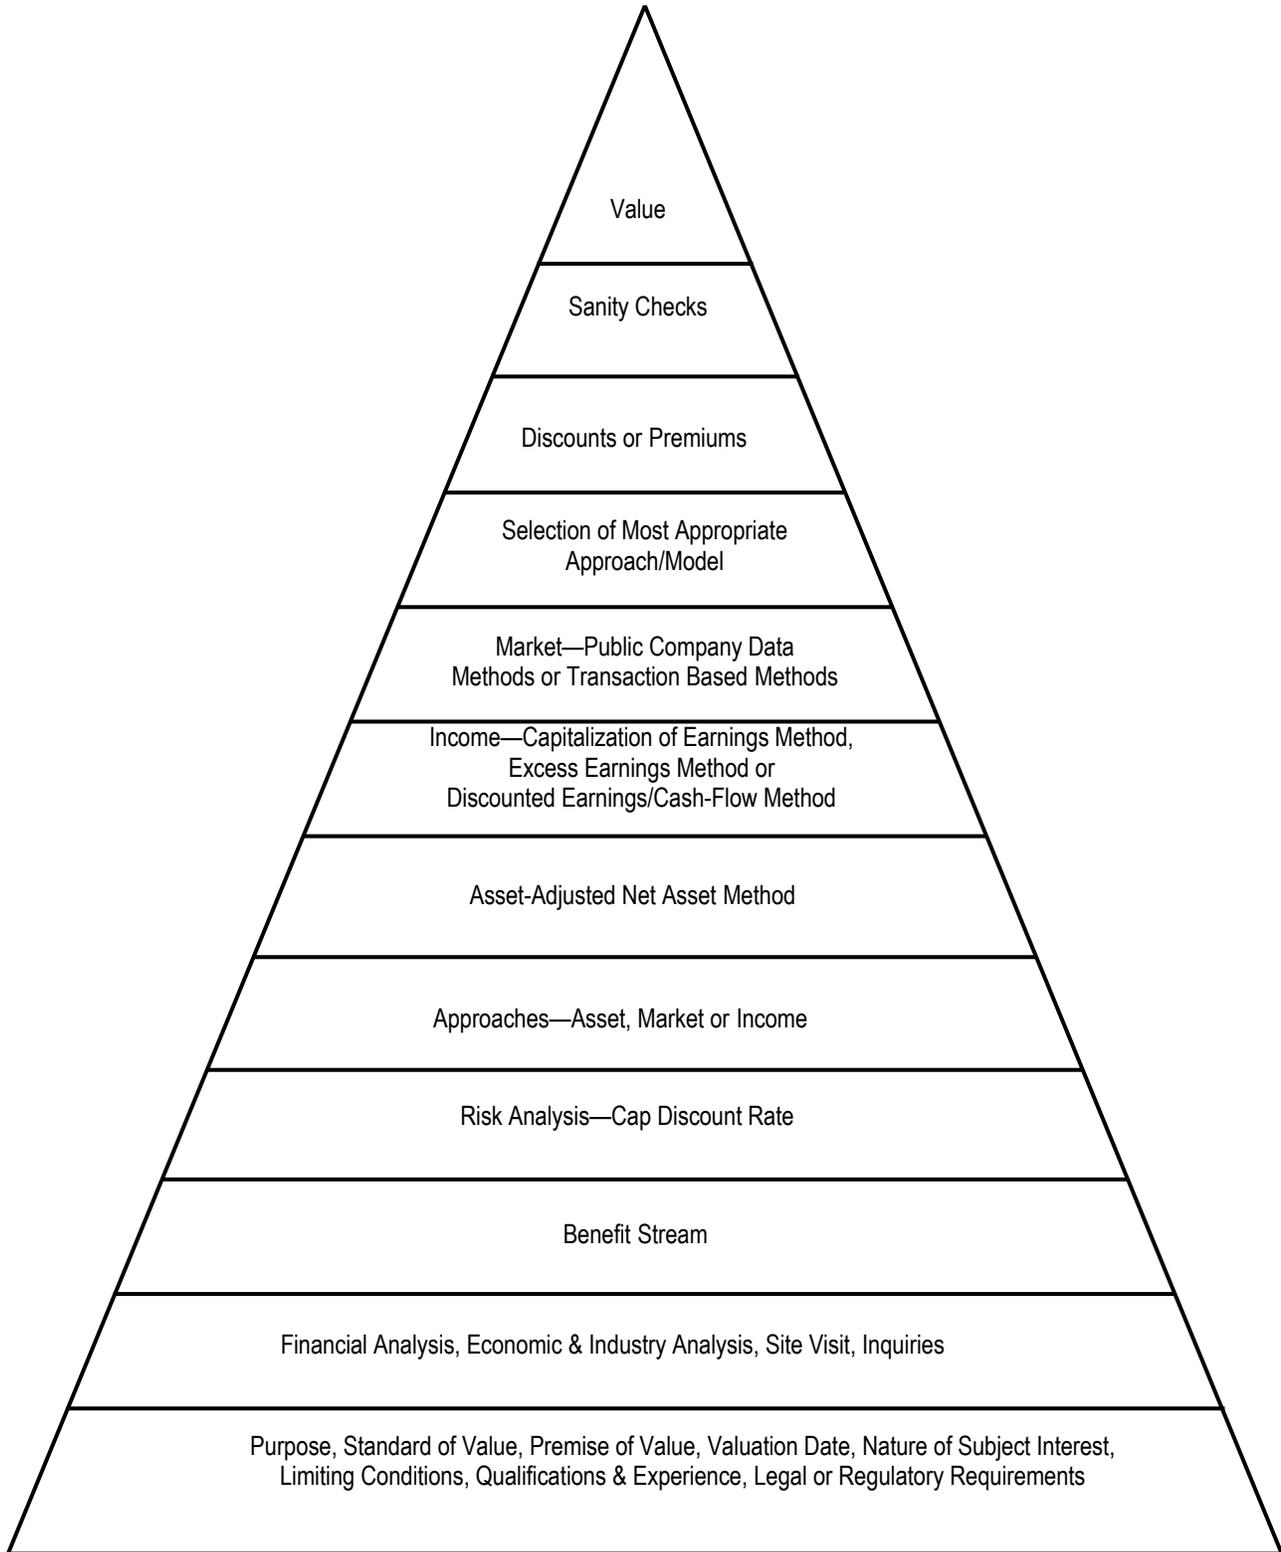 Value
Sanity Checks
Discounts or Premiums
Selection of Most Appropriate
Approach/Model
Market—Public Company Data
Methods or Transaction Based Methods
Income—Capitalization of Earnings Method,
Excess Earnings Method or
Discounted Earnings/Cash-Flow Method
Asset-Adjusted Net Asset Method
Approaches—Asset, Market or Income
Risk Analysis—Cap Discount Rate
Benefit Stream
Financial Analysis, Economic & Industry Analysis, Site Visit, Inquiries
Purpose, Standard of Value, Premise of Value, Valuation Date, Nature of Subject Interest,
Limiting Conditions, Qualifications & Experience, Legal or Regulatory Requirements